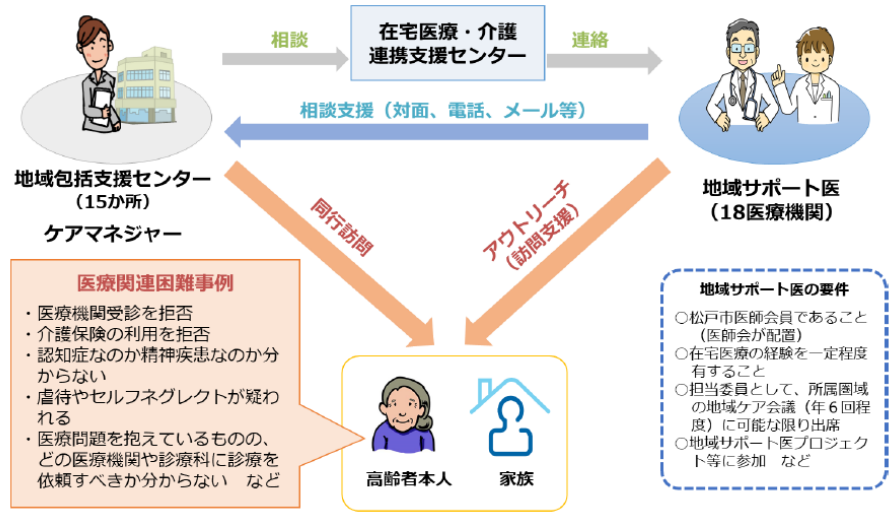 相談
在宅医療・介護
連携支援センター
連絡
相談支援（対面、電話、メール等）
地域包括支援センター
（15か所）
ケアマネジャー
地域サポート医
（18医療機関）
同行訪問
アウトリーチ
（訪問支援）
医療関連困難事例
・医療機関受診を拒否
・介護保険の利用を拒否
・認知症なのか精神疾患なのか分
からない
・虐待やセルフネグレクトが疑わ
れる
・医療問題を抱えているものの、
どの医療機関や診療科に診療を
依頼すべきか分からない　など
高齢者本人
家族
地域サポート医の要件
○松戸市医師会員であること
（医師会が配置）
○在宅医療の経験を一定程度
有すること
○担当委員として、所属圏域
の地域ケア会議（年６回程
度）に可能な限り出席
○地域サポート医プロジェク
ト等に参加　など